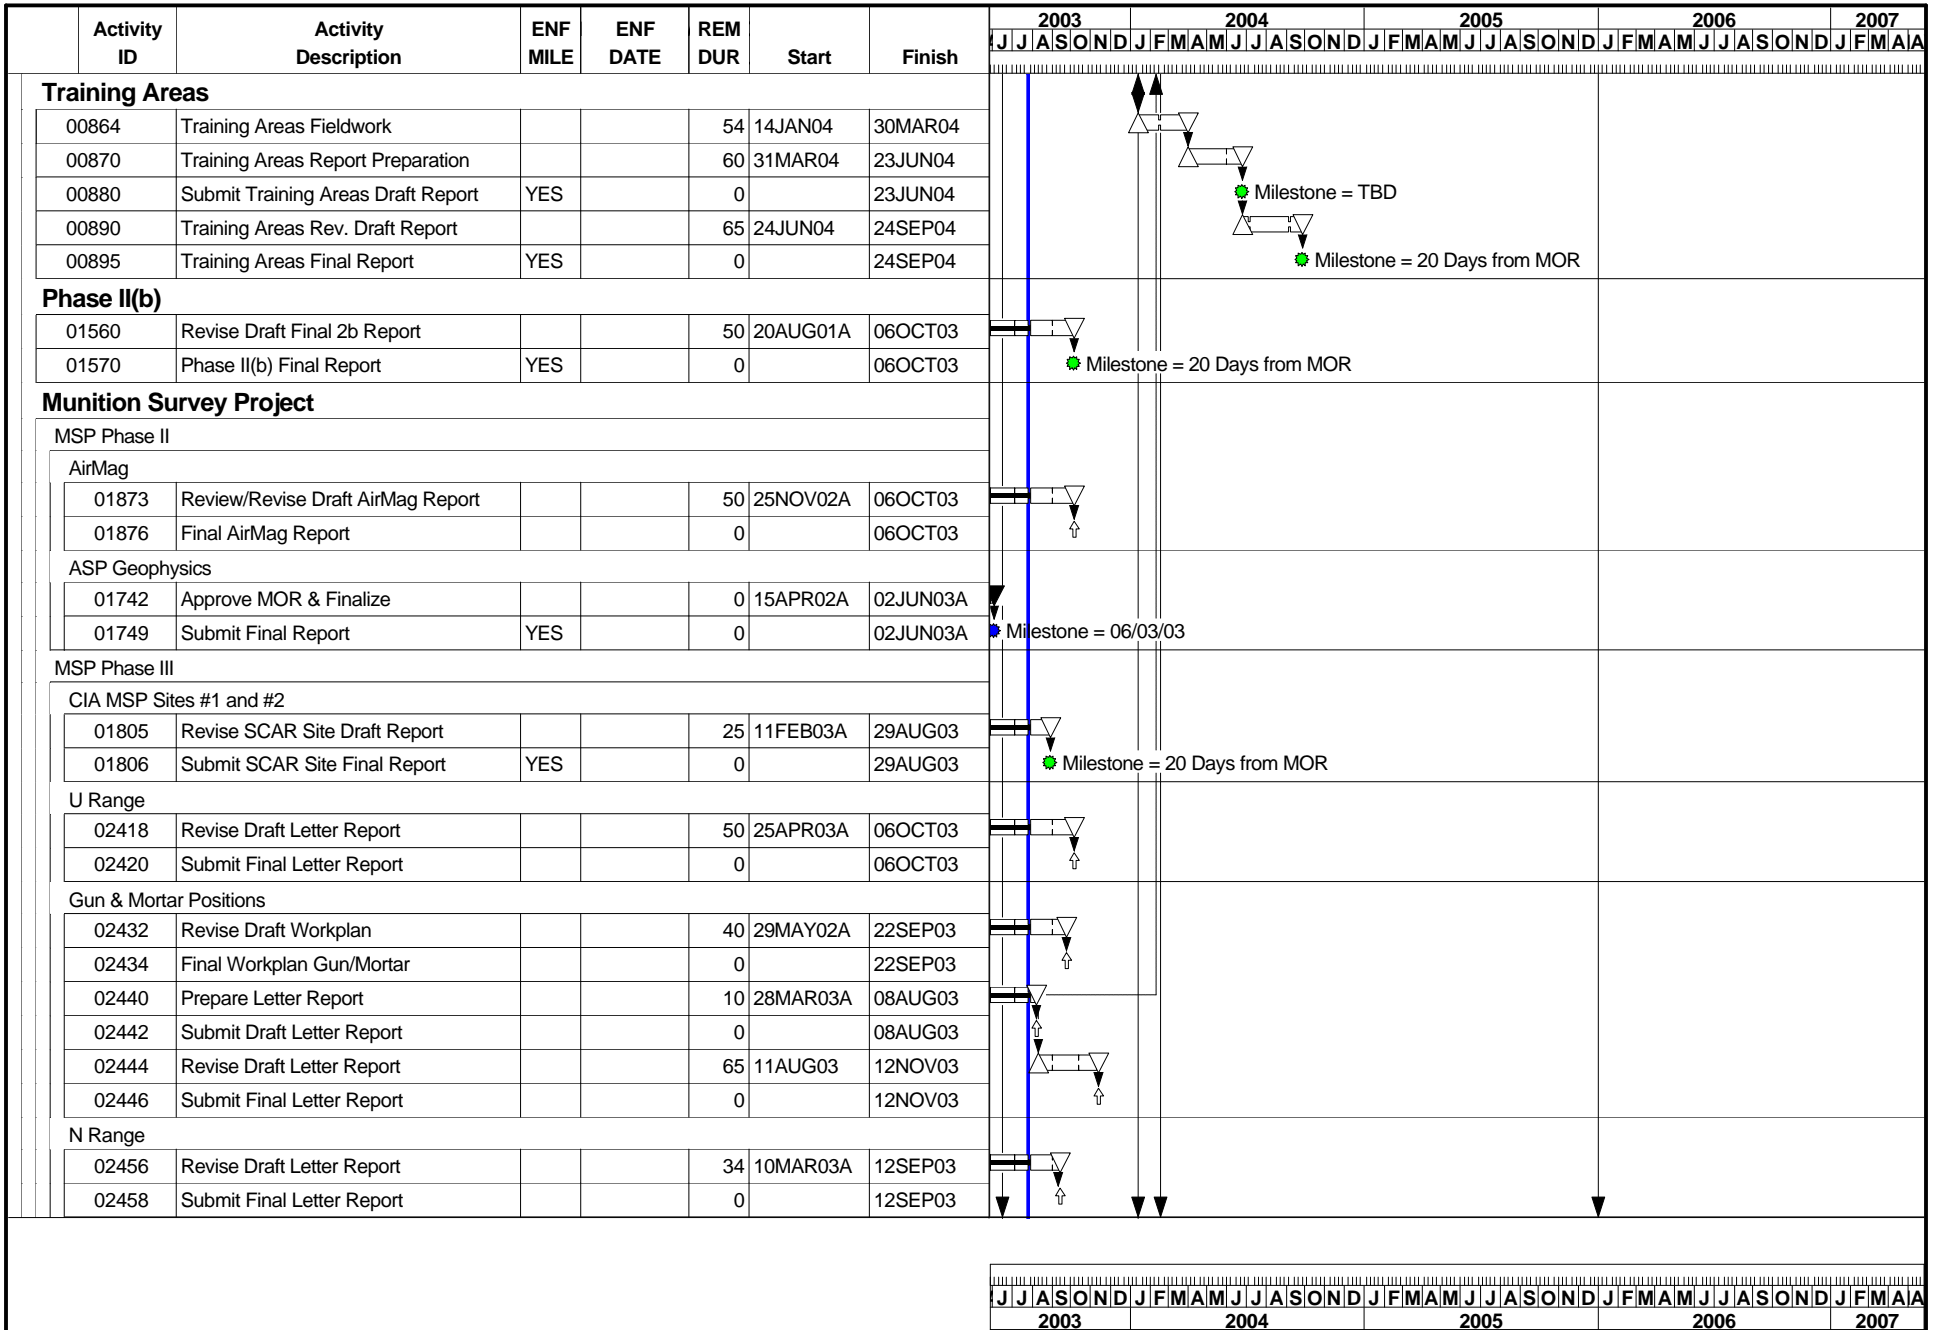 Activity ID Activity Description ENF MILE ENF DATE REM DUR Start Finish
2003 2004 2005 2006 2007
J J A S O N D J F M A M J J A S O N D J F M A M J J A S O N D J F M A M J J A S O N D J F M A A
Training Areas
00864 Training Areas Fieldwork 54 14JAN04 30MAR04
00870 Training Areas Report Preparation 60 31MAR04 23JUN04
00880 Submit Training Areas Draft Report YES 0 23JUN04 Milestone = TBD
00890 Training Areas Rev. Draft Report 65 24JUN04 24SEP04
00895 Training Areas Final Report YES 0 24SEP04 Milestone = 20 Days from MOR
Phase II(b)
01560 Revise Draft Final 2b Report 50 20AUG01A 06OCT03
01570 Phase II(b) Final Report YES 0 06OCT03 Milestone = 20 Days from MOR
Munition Survey Project
MSP Phase II
AirMag
01873 Review/Revise Draft AirMag Report 50 25NOV02A 06OCT03
01876 Final AirMag Report 0 06OCT03
ASP Geophysics
01742 Approve MOR & Finalize 0 15APR02A 02JUN03A
01749 Submit Final Report YES 0 02JUN03A Milestone = 06/03/03
MSP Phase III
CIA MSP Sites #1 and #2
01805 Revise SCAR Site Draft Report 25 11FEB03A 29AUG03
01806 Submit SCAR Site Final Report YES 0 29AUG03 Milestone = 20 Days from MOR
U Range
02418 Revise Draft Letter Report 50 25APR03A 06OCT03
02420 Submit Final Letter Report 0 06OCT03
Gun & Mortar Positions
02432 Revise Draft Workplan 40 29MAY02A 22SEP03
02434 Final Workplan Gun/Mortar 0 22SEP03
02440 Prepare Letter Report 10 28MAR03A 08AUG03
02442 Submit Draft Letter Report 0 08AUG03
02444 Revise Draft Letter Report 65 11AUG03 12NOV03
02446 Submit Final Letter Report 0 12NOV03
N Range
02456 Revise Draft Letter Report 34 10MAR03A 12SEP03
02458 Submit Final Letter Report 0 12SEP03
J J A S O N D J F M A M J J A S O N D J F M A M J J A S O N D J F M A M J J A S O N D J F M A A
2003 2004 2005 2006 2007